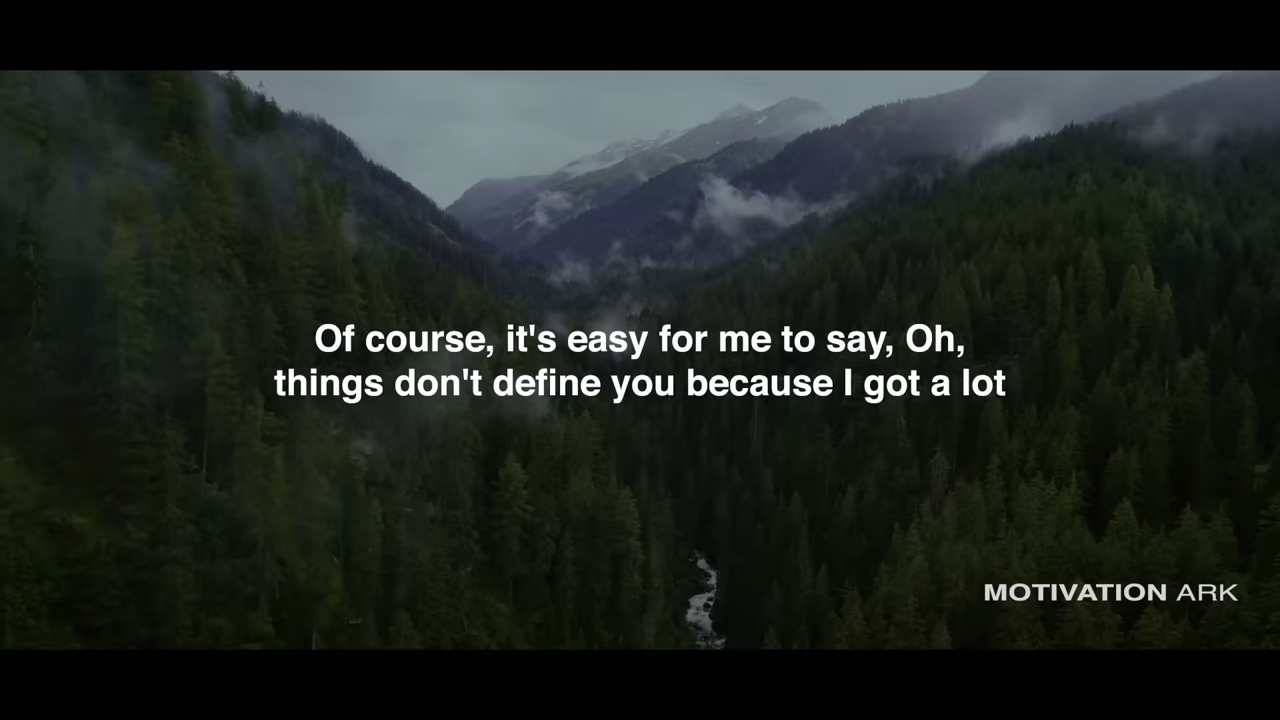 Of course, it's easy for me to say, Oh,
things don't define you because I got a lot
MOTIVATION ARK